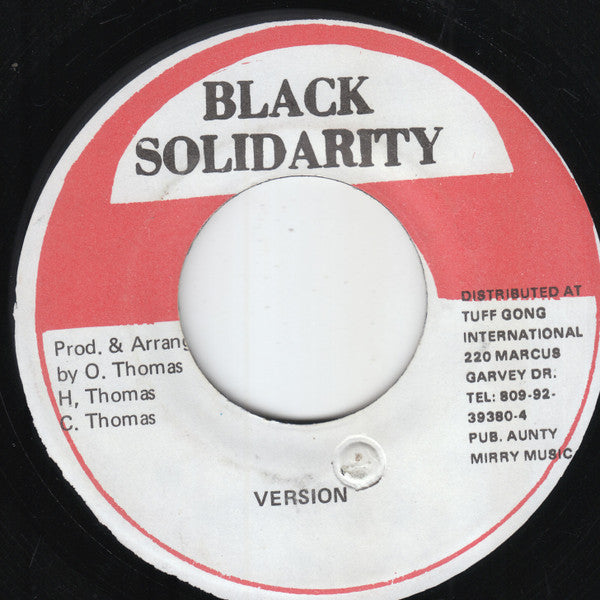 BLACK
SOLIDARITY
Prod. & Arrang
by O. Thomas
H, Thomas
C. Thomas
DISTRIBUTED AT
TUFF GONG
INTERNATIONAL
220 MARCUS
GARVEY DR.
TEL: 809-92-
39380-4
PUB. AUNTY
MIRRY MUSIC
VERSION